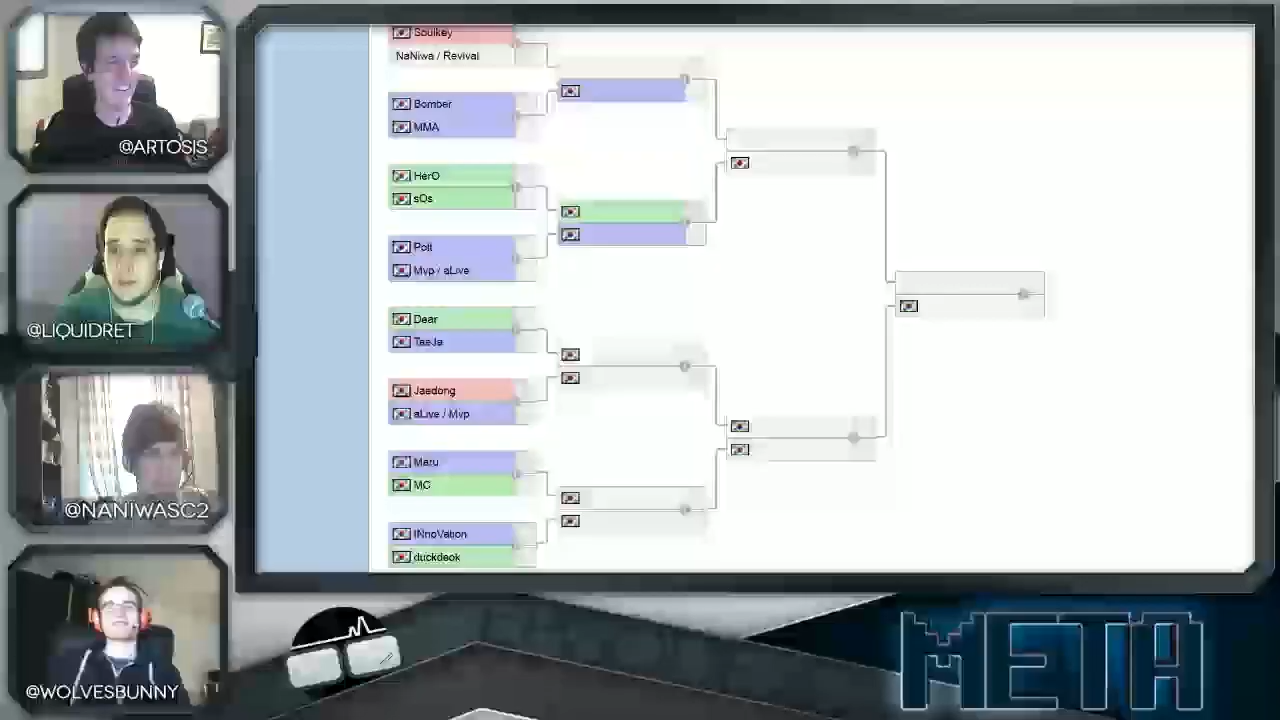 @ARTOSIS
@LIQUIDRET
@NANIWASC2
@WOLVESBUNNY
Soulkey
NaNiwa / Revival
Bomber
MMA
HerO
sOs
Polt
Mvp / aLive
Dear
TaeJa
Jaedong
aLive / Mvp
Maru
MC
INnoVation
duckdeok
META